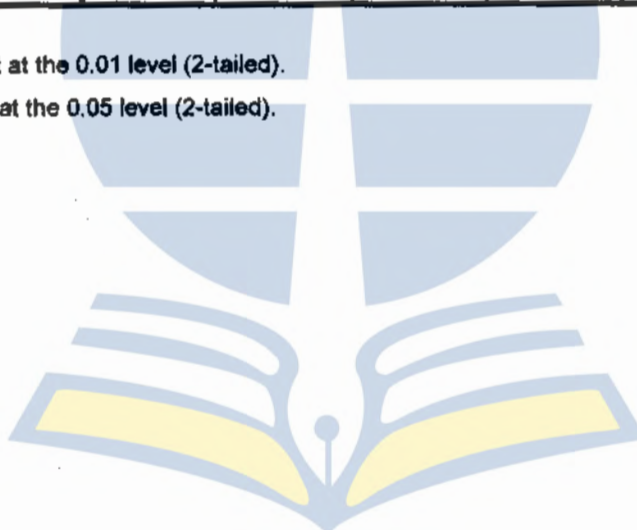 at the 0.01 level (2-tailed).
at the 0.05 level (2-tailed).